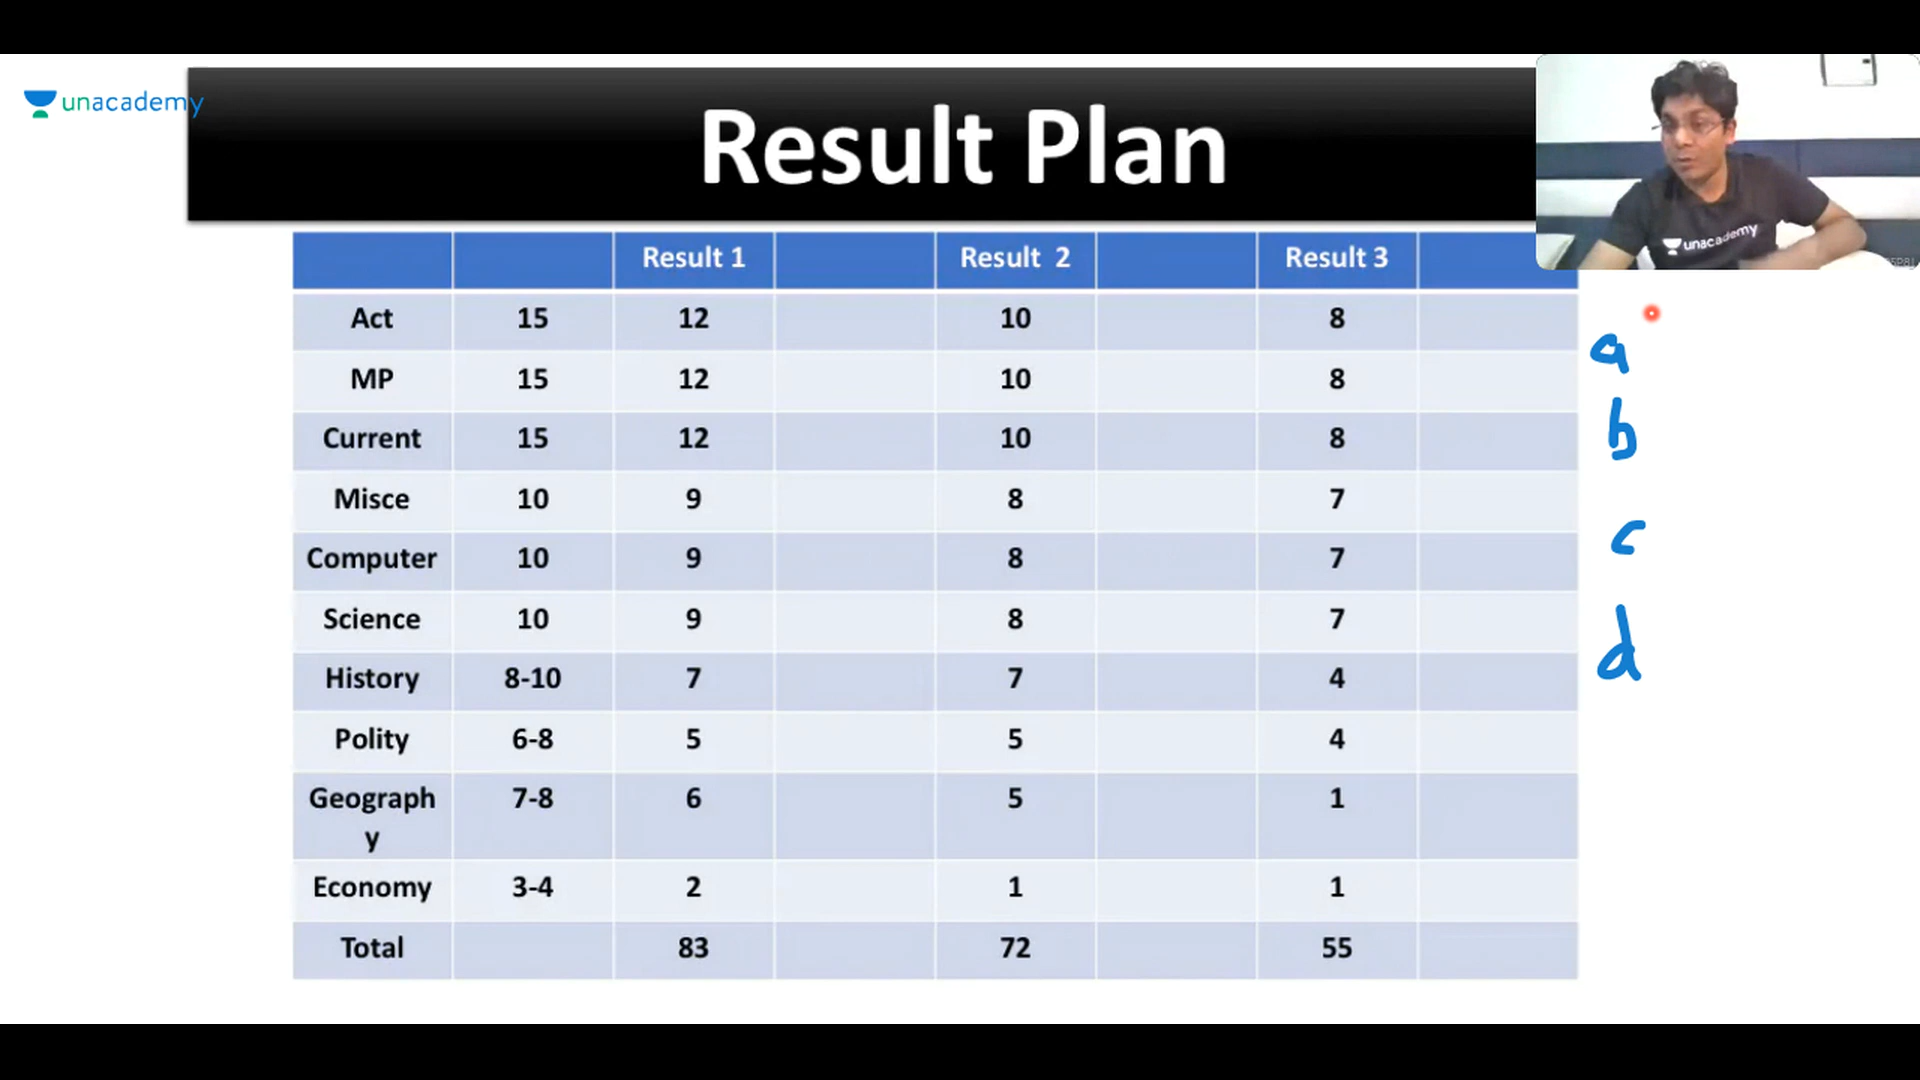 unacademy
Result Plan
unacademy
Result 1 Result 2 Result 3
Act 15 12 10 8
MP 15 12 10 8
Current 15 12 10 8
Misce 10 9 8 7
Computer 10 9 8 7
Science 10 9 8 7
History 8-10 7 7 4
Polity 6-8 5 5 4
Geograph
y 7-8 6 5 1
Economy 3-4 2 1 1
Total 83 72 55
a
b
c
d